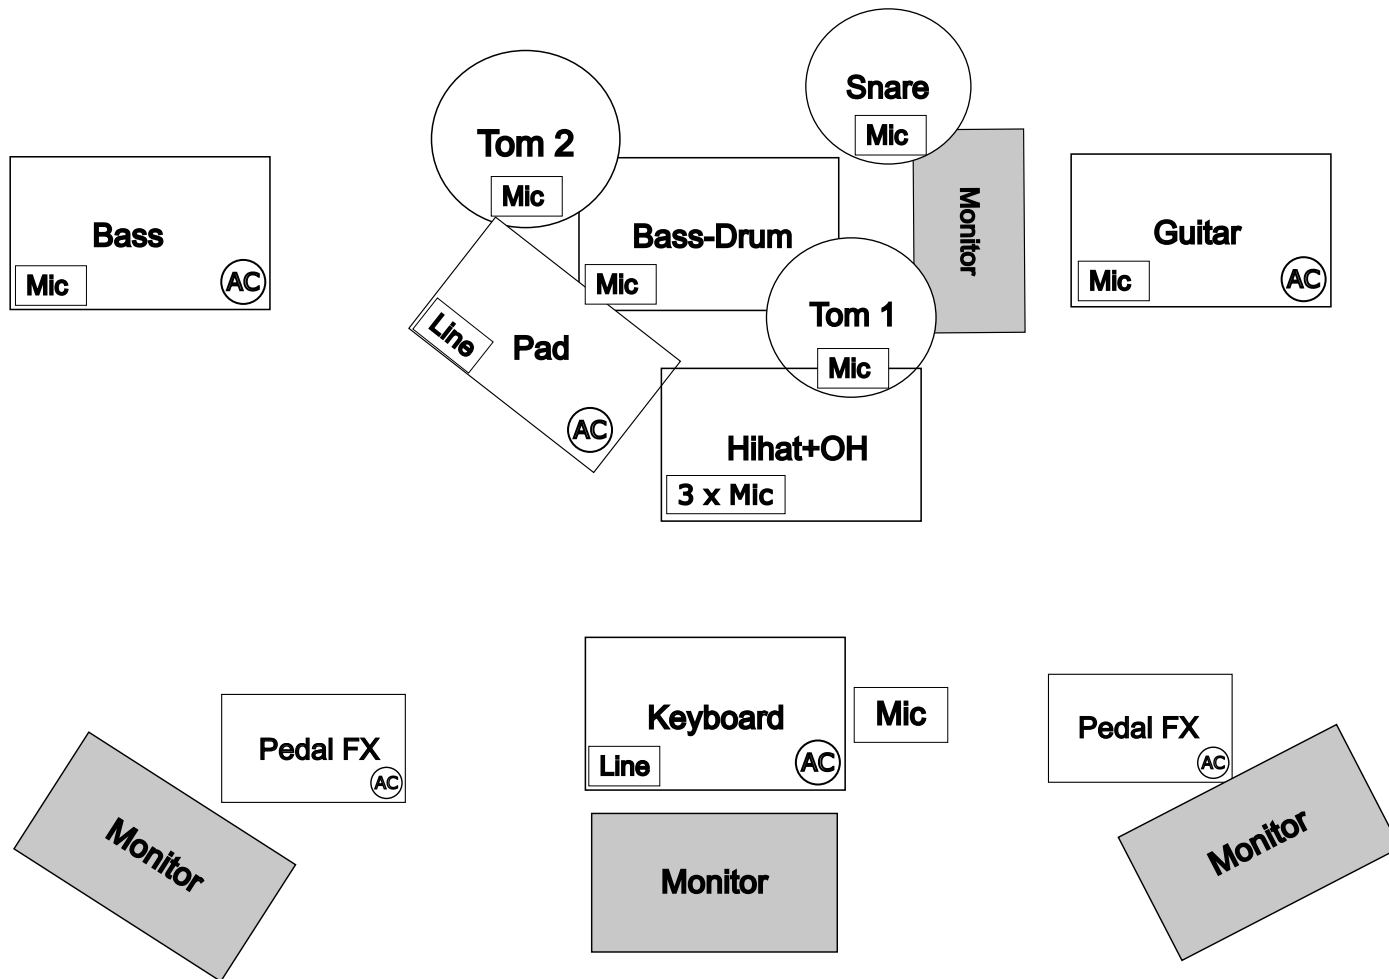 Snare
Mic
Tom 2
Mic
Bass
Mic
AC
Bass-Drum
Mic
Monitor
Guitar
Mic
AC
Line
Pad
AC
Tom 1
Mic
Hihat+OH
3 x Mic
Pedal FX
AC
Monitor
Keyboard
Line
AC
Mic
Monitor
Pedal FX
AC
Monitor